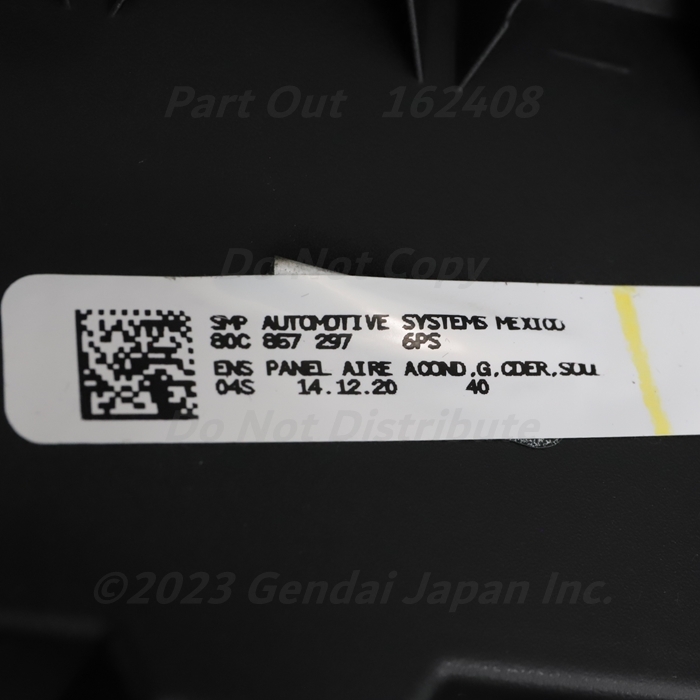 Part Out 162408
Do Not Copy
SMP AUTOMOTIVE SYSTEMS MEXICO
80C 867 297 6PS
ENS PANEL AIRE ACOND,G,CDER,SOUL
04S 14.12.20 40
Do Not Distribute
©2023 Gendai Japan Inc.